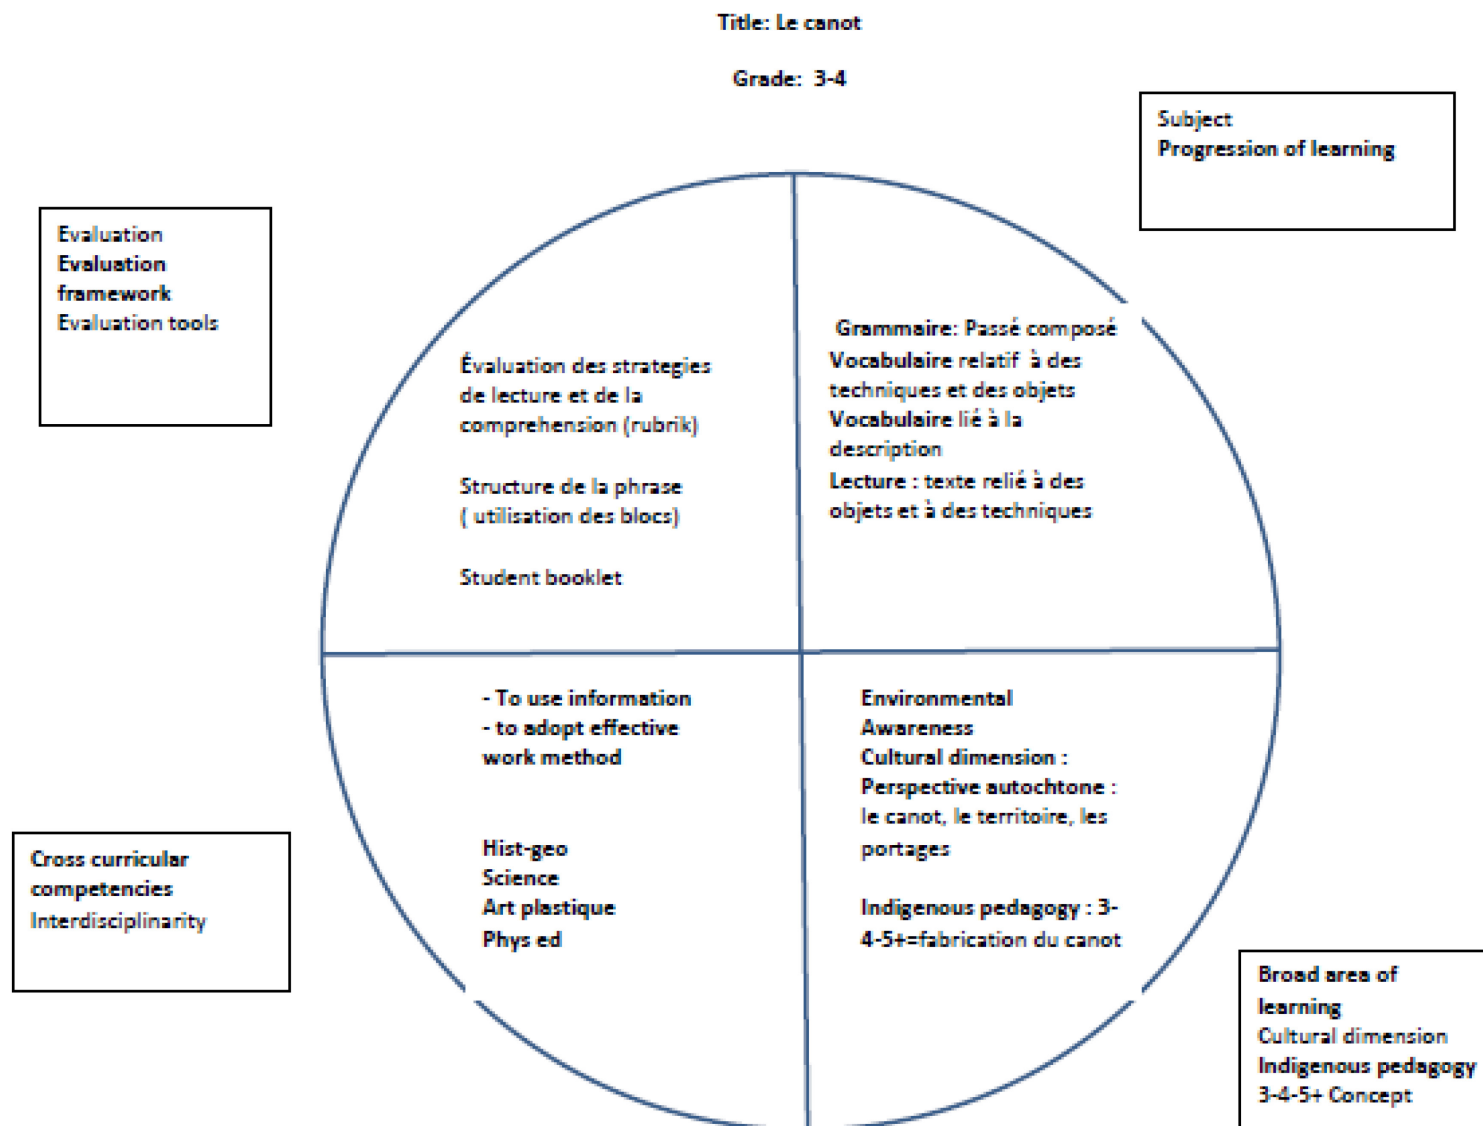 Title: Le canot
Grade: 3-4
Subject
Progression of learning
Evaluation
Evaluation
framework
Evaluation tools
Évaluation des strategies
de lecture et de la
comprehension (rubrik)
Structure de la phrase
( utilisation des blocs)
Student booklet
Grammaire: Passé composé
Vocabulaire relatif à des
techniques et des objets
Vocabulaire lié à la
description
Lecture : texte relié à des
objets et à des techniques
- To use information
- to adopt effective
work method
Hist-geo
Science
Art plastique
Phys ed
Environmental
Awareness
Cultural dimension :
Perspective autochtone :
le canot, le territoire, les
portages
Indigenous pedagogy : 3-
4-5+=fabrication du canot
Cross curricular
competencies
Interdisciplinarity
Broad area of
learning
Cultural dimension
Indigenous pedagogy
3-4-5+ Concept